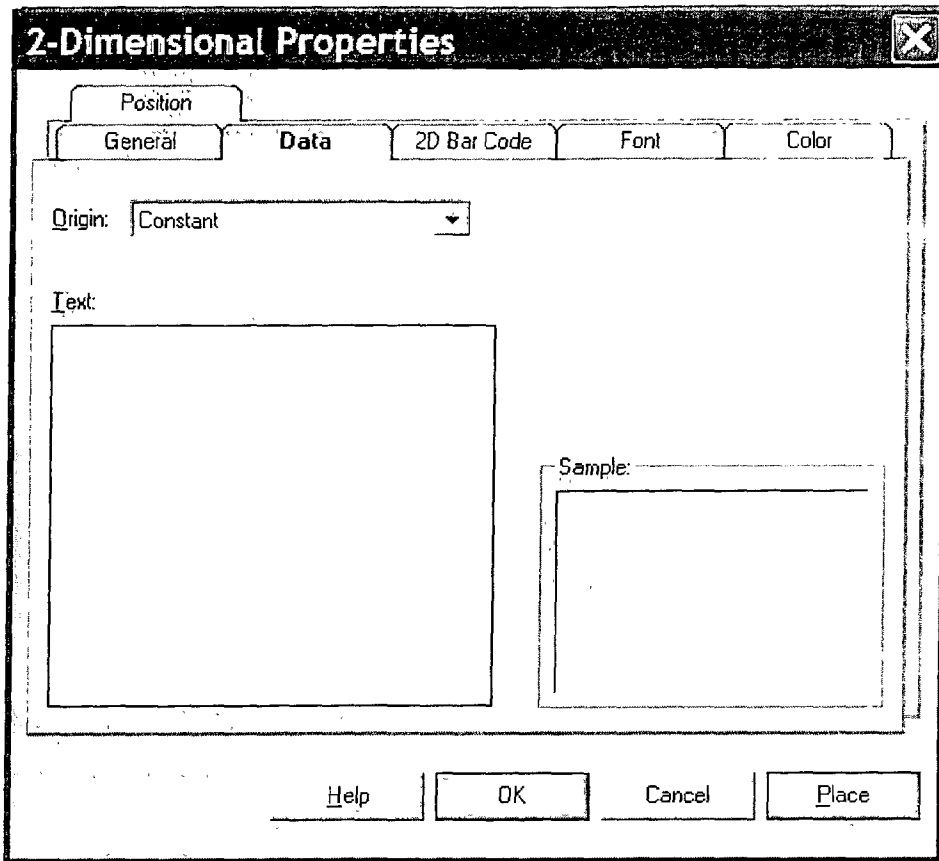 2-Dimensional Properties
Position
General Data 2D Bar Code Font Color
Origin: Constant
Text:
Sample:
Help OK Cancel Place